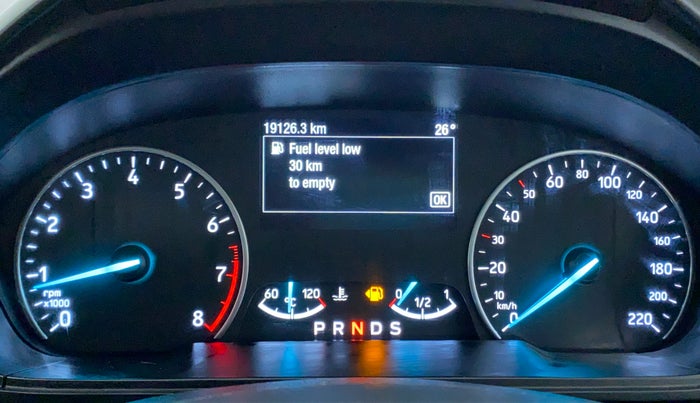 19126.3 km 26°
Fuel level low
30 km
to empty
OK
0 1 2 3 4 5 6 7 8
rpm
x1000
60 °C 120
0 1/2 1
P R N D S
0 10 20 30 40 50 60 80 100 120 140 160 180 200 220
km/h